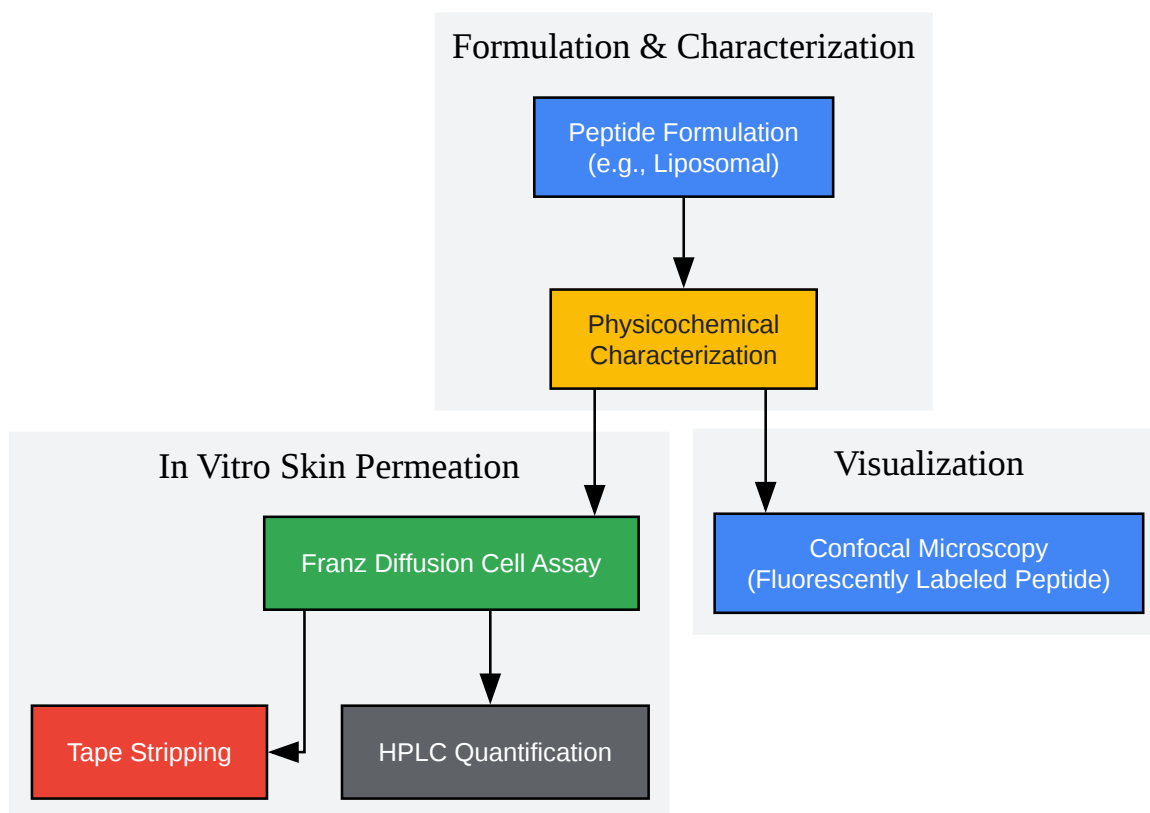 Formulation & Characterization
Peptide Formulation
(e.g., Liposomal)
Physicochemical
Characterization
In Vitro Skin Permeation
Franz Diffusion Cell Assay
Tape Stripping
HPLC Quantification
Visualization
Confocal Microscopy
(Fluorescently Labeled Peptide)